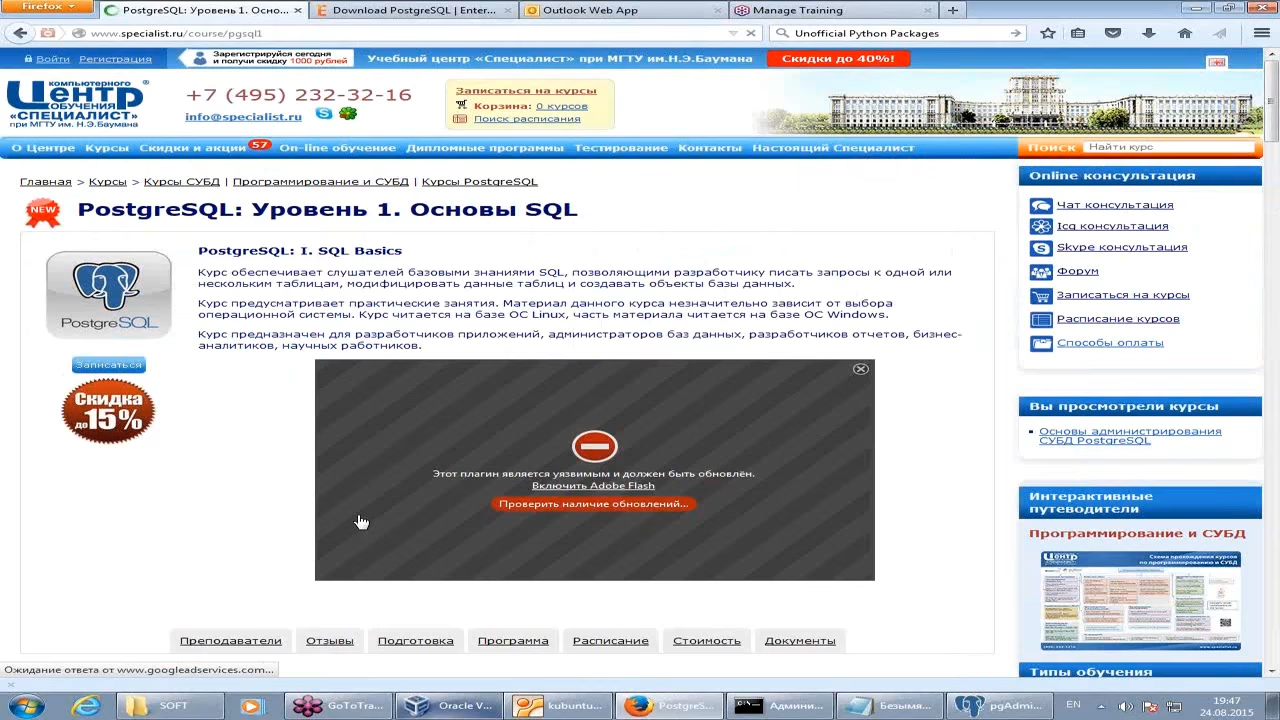 Firefox
PostgreSQL: Уровень 1. Осно...
Download PostgreSQL | Enter...
Outlook Web App
Manage Training
www.specialist.ru/course/pgsql1
Unofficial Python Packages
Войти Регистрация
Зарегистрируйся сегодня
и получи скидку 1000 рублей
Учебный центр «Специалист» при МГТУ им.Н.Э.Баумана
Скидки до 40%!
КОМПЬЮТЕРНОГО
Центр
ОБУЧЕНИЯ
«СПЕЦИАЛИСТ»
при МГТУ им. Н.Э.Баумана
+7 (495) 232-32-16
info@specialist.ru
Записаться на курсы
Корзина: 0 курсов
Поиск расписания
О Центре Курсы Скидки и акции 57 On-line обучение Дипломные программы Тестирование Контакты Настоящий Специалист
Поиск Найти курс
Главная > Курсы > Курсы СУБД | Программирование и СУБД | Курсы PostgreSQL
NEW
PostgreSQL: Уровень 1. Основы SQL
PostgreSQL
Записаться
Скидка
до 15%
PostgreSQL: I. SQL Basics
Курс обеспечивает слушателей базовыми знаниями SQL, позволяющими разработчику писать запросы к одной или
нескольким таблицам, модифицировать данные таблиц и создавать объекты базы данных.
Курс предусматривает практические занятия. Материал данного курса незначительно зависит от выбора
операционной системы. Курс читается на базе ОС Linux, часть материала читается на базе ОС Windows.
Курс предназначен для разработчиков приложений, администраторов баз данных, разработчиков отчетов, бизнес-
аналитиков, научных работников.
Этот плагин является уязвимым и должен быть обновлён.
Включить Adobe Flash
Проверить наличие обновлений...
Преподаватели Отзывы Подготовка Программа Расписание Стоимость Документы
Online консультация
Чат консультация
Icq консультация
Skype консультация
Форум
Записаться на курсы
Расписание курсов
Способы оплаты
Вы просмотрели курсы
Основы администрирования
СУБД PostgreSQL
Интерактивные
путеводители
Программирование и СУБД
Центр
Схема прохождения курсов
по программированию и СУБД
Типы обучения
Ожидание ответа от www.googleadservices.com...
SOFT
GoToTra...
Oracle V...
kubuntu...
PostgreS...
Админи...
Безымя...
pgAdmi...
EN
19:47
24.08.2015